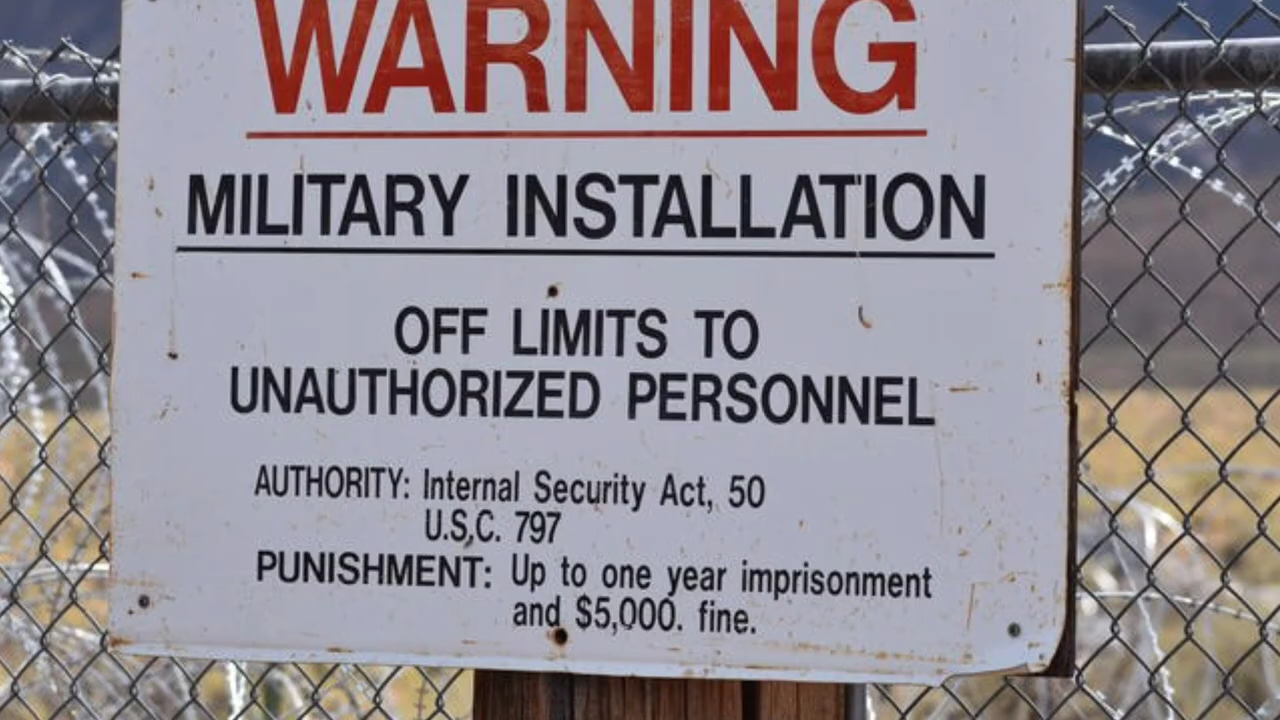 WARNING
MILITARY INSTALLATION
OFF LIMITS TO
UNAUTHORIZED PERSONNEL
AUTHORITY: Internal Security Act, 50
U.S.C. 797
PUNISHMENT: Up to one year imprisonment
and $5,000. fine.